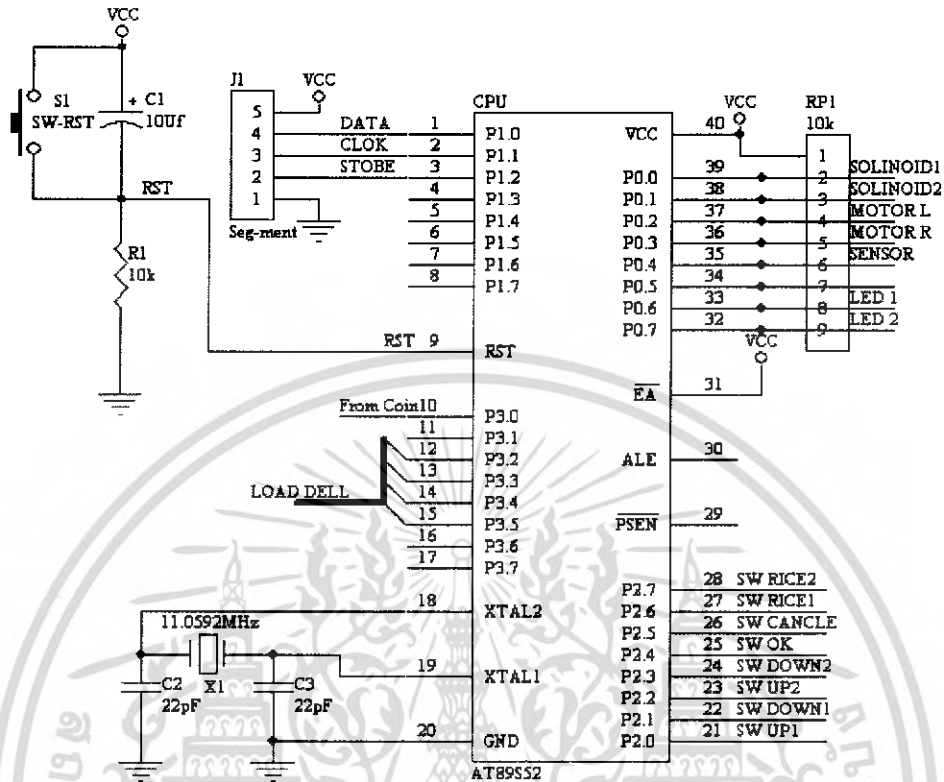 VCC
S1
SW-RST
+ C1
10Uf
RST
R1
10k
J1
VCC
5
4
3
2
1
Seg-ment
DATA 1
CLOK 2
STOBE 3
4
5
6
7
8
RST 9
From Coin10
11
12
13
14
15
16
17
LOAD DELL
18
11.0592MHz
X1
19
C2
22pF
C3
22pF
20
CPU
P1.0
P1.1
P1.2
P1.3
P1.4
P1.5
P1.6
P1.7
RST
P3.0
P3.1
P3.2
P3.3
P3.4
P3.5
P3.6
P3.7
XTAL2
XTAL1
GND
VCC
P0.0
P0.1
P0.2
P0.3
P0.4
P0.5
P0.6
P0.7
EA
ALE
PSEN
P2.7
P2.6
P2.5
P2.4
P2.3
P2.2
P2.1
P2.0
AT89S52
40
39
38
37
36
35
34
33
32
31
30
29
VCC
RP1
10k
1
2 SOLINOID1
3 SOLINOID2
4 MOTOR L
5 MOTOR R
6 SENSOR
7
8 LED 1
9 LED 2
VCC
28 SW RICE2
27 SW RICE1
26 SW CANCLE
25 SW OK
24 SW DOWN2
23 SW UP2
22 SW DOWN1
21 SW UP1